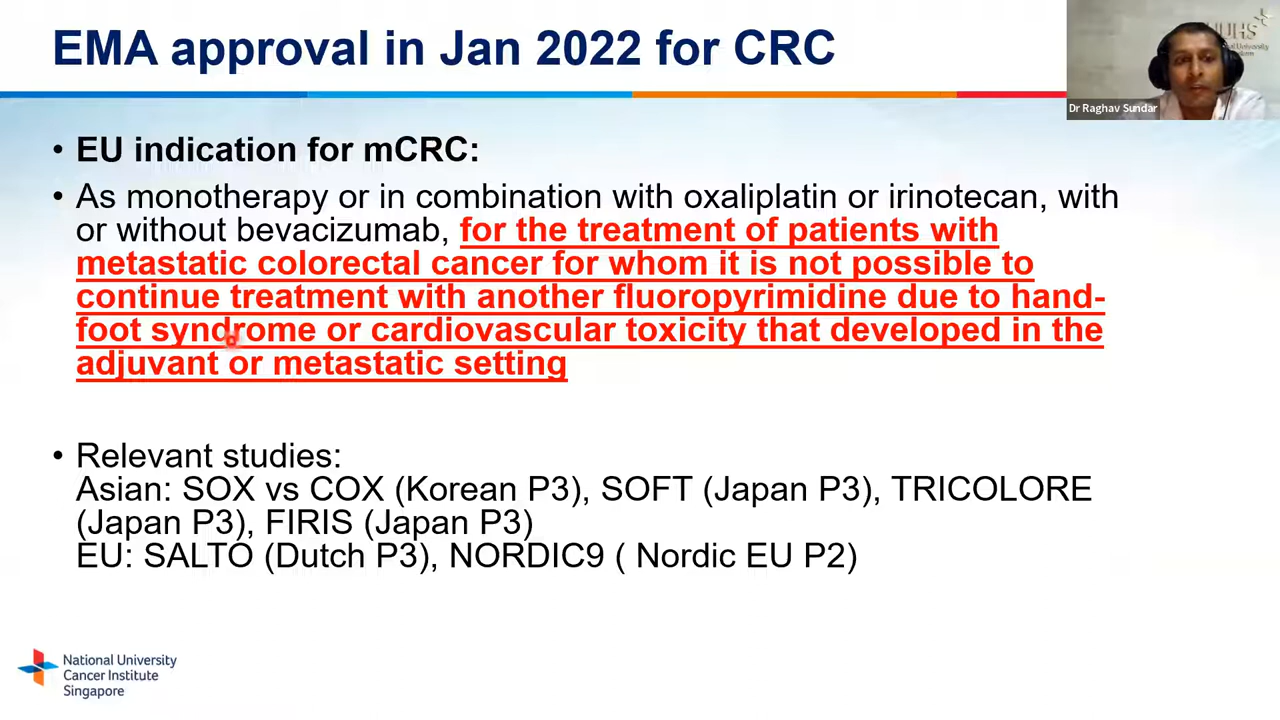 EMA approval in Jan 2022 for CRC
Dr Raghav Sundar
• EU indication for mCRC:
• As monotherapy or in combination with oxaliplatin or irinotecan, with
or without bevacizumab, for the treatment of patients with
metastatic colorectal cancer for whom it is not possible to
continue treatment with another fluoropyrimidine due to hand-
foot syndrome or cardiovascular toxicity that developed in the
adjuvant or metastatic setting
• Relevant studies:
Asian: SOX vs COX (Korean P3), SOFT (Japan P3), TRICOLORE
(Japan P3), FIRIS (Japan P3)
EU: SALTO (Dutch P3), NORDIC9 ( Nordic EU P2)
National University
Cancer Institute
Singapore